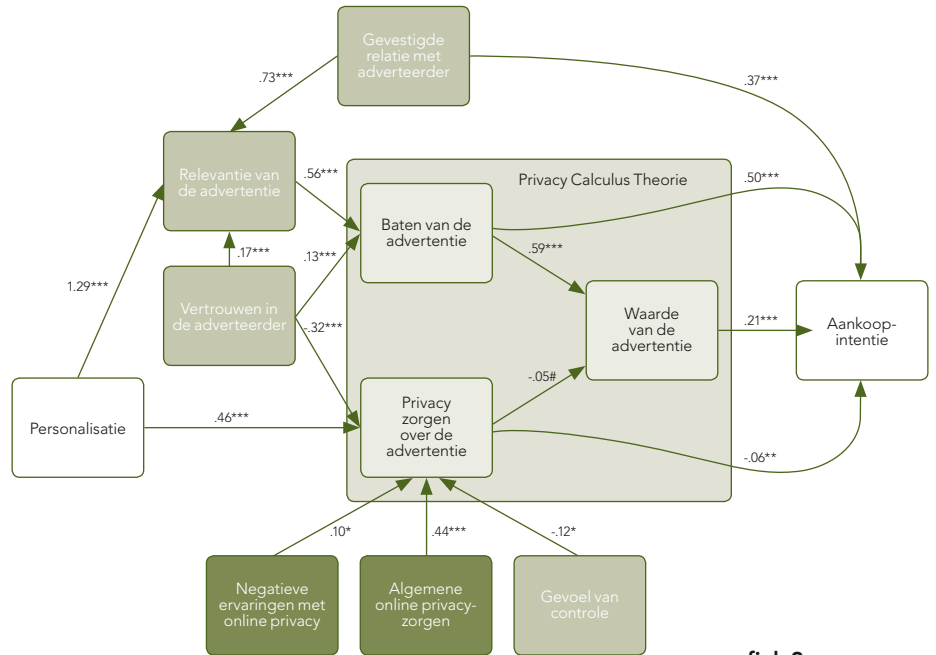 Gevestigde
relatie met
adverteerder
.73***
.37***
Relevantie van
de advertentie
.56***
Privacy Calculus Theorie
.50***
Baten van de
advertentie
.17***
.13***
.59***
1.29***
Vertrouwen in
de adverteerder
-.32***
Waarde
van de
advertentie
.21***
Aankoop-
intentie
-.05#
Personalisatie
.46***
Privacy
zorgen
over de
advertentie
-.06**
.10*
.44***
-.12*
Negatieve
ervaringen met
online privacy
Algemene
online privacy-
zorgen
Gevoel van
controle